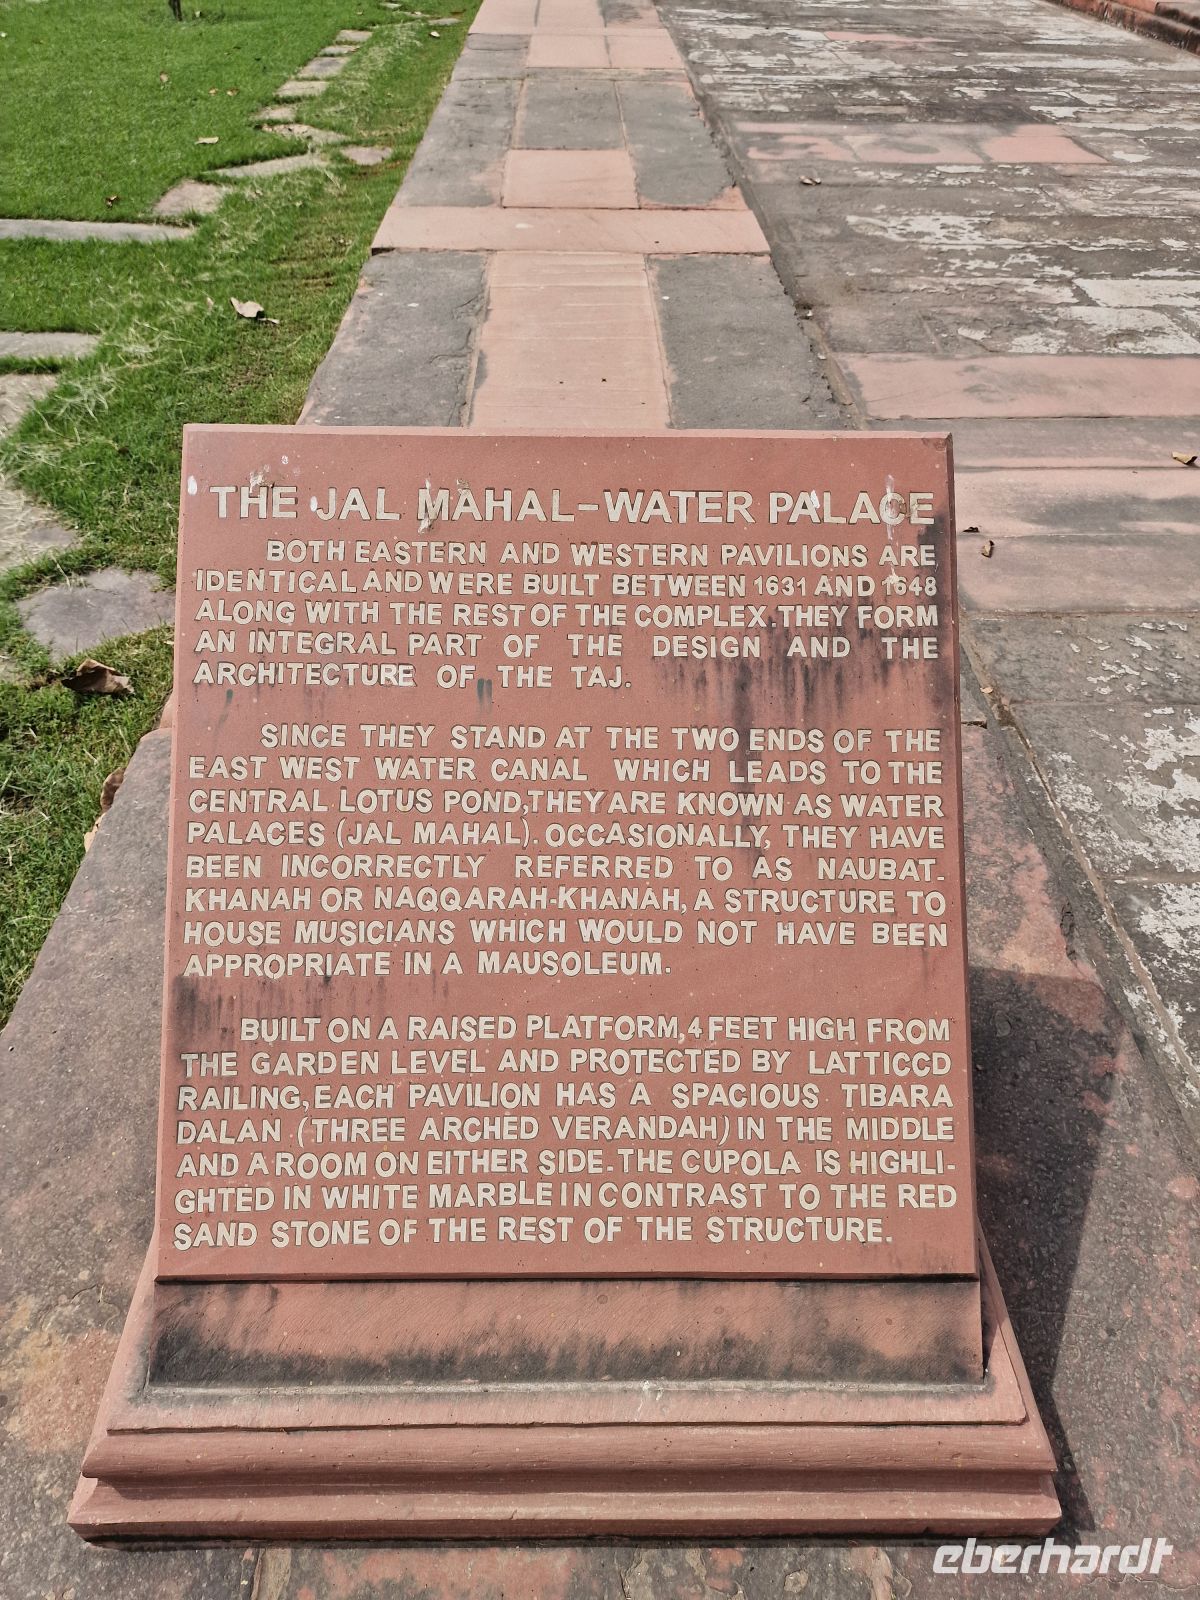 THE JAL MAHAL-WATER PALACE
BOTH EASTERN AND WESTERN PAVILIONS ARE
IDENTICAL AND WERE BUILT BETWEEN 1631 AND 1648
ALONG WITH THE REST OF THE COMPLEX. THEY FORM
AN INTEGRAL PART OF THE DESIGN AND THE
ARCHITECTURE OF THE TAJ.
SINCE THEY STAND AT THE TWO ENDS OF THE
EAST WEST WATER CANAL WHICH LEADS TO THE
CENTRAL LOTUS POND, THEY ARE KNOWN AS WATER
PALACES (JAL MAHAL). OCCASIONALLY, THEY HAVE
BEEN INCORRECTLY REFERRED TO AS NAUBAT-
KHANAH OR NAQQARAH-KHANAH, A STRUCTURE TO
HOUSE MUSICIANS WHICH WOULD NOT HAVE BEEN
APPROPRIATE IN A MAUSOLEUM.
BUILT ON A RAISED PLATFORM, 4 FEET HIGH FROM
THE GARDEN LEVEL AND PROTECTED BY LATTICCD
RAILING, EACH PAVILION HAS A SPACIOUS TIBARA
DALAN (THREE ARCHED VERANDAH) IN THE MIDDLE
AND A ROOM ON EITHER SIDE. THE CUPOLA IS HIGHLI-
GHTED IN WHITE MARBLE IN CONTRAST TO THE RED
SAND STONE OF THE REST OF THE STRUCTURE.
eberhardt